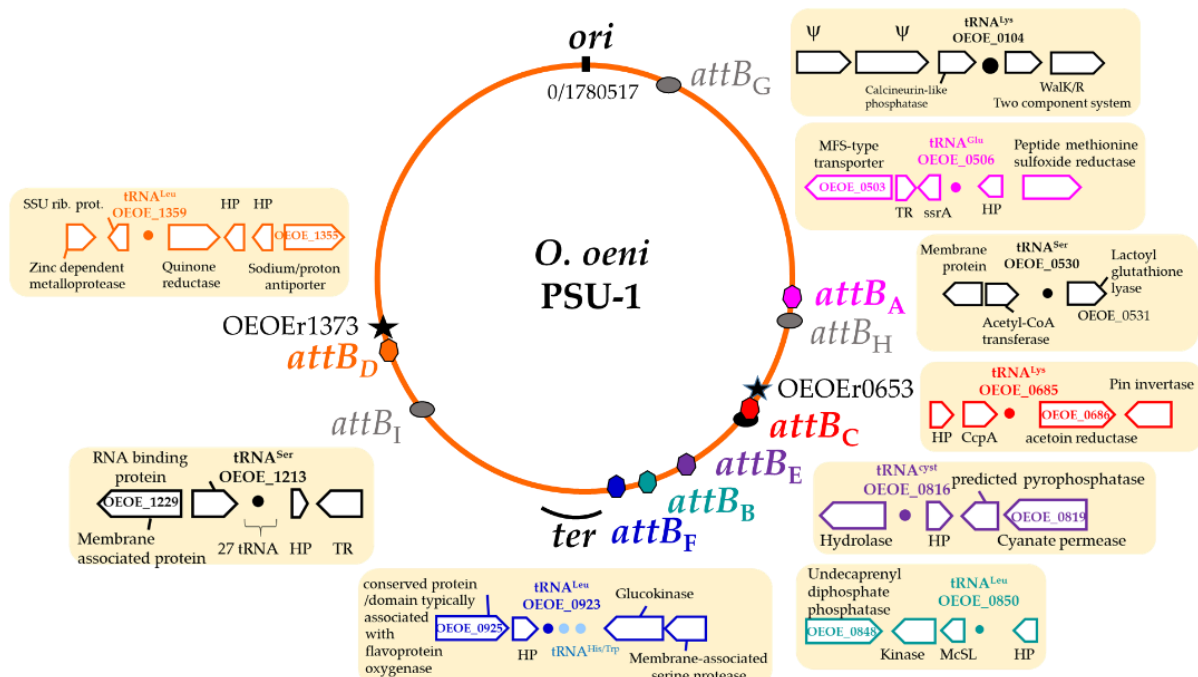 ori
0/1780517
attBG
O. oeni
PSU-1
attBA
attBH
OEOEr0653
attBC
attBE
attBB
attBF
ter
attBI
attBD
OEOEr1373
Ψ Ψ tRNALys
OEOE_0104
Calcineurin-like
phosphatase
WalK/R
Two component system
MFS-type
transporter
tRNAGlu
OEOE_0506
Peptide methionine
sulfoxide reductase
OEOE_0503
TR ssrA HP
Membrane
protein
tRNASer
OEOE_0530
Lactoyl
glutathione
lyase
Acetyl-CoA
transferase
OEOE_0531
tRNALys
OEOE_0685
Pin invertase
OEOE_0686
HP CcpA acetoin reductase
tRNAcyst
OEOE_0816
predicted pyrophosphatase
OEOE_0819
Hydrolase HP Cyanate permease
Undecaprenyl
diphosphate
phosphatase
tRNALeu
OEOE_0850
OEOE_0848
Kinase McSL HP
conserved protein
/domain typically
associated
with
flavoprotein
oxygenase
tRNALeu
OEOE_0923
Glucokinase
OEOE_0925
HP
tRNAHis/Trp
Membrane-associated
serine protease
RNA binding
protein
tRNASer
OEOE_1213
OEOE_1229
Membrane
associated protein
27 tRNA HP TR
SSU rib. prot.
tRNALeu
OEOE_1359
HP HP
OEOE_1355
Zinc dependent
metalloprotease
Quinone
reductase
Sodium/proton
antiporter